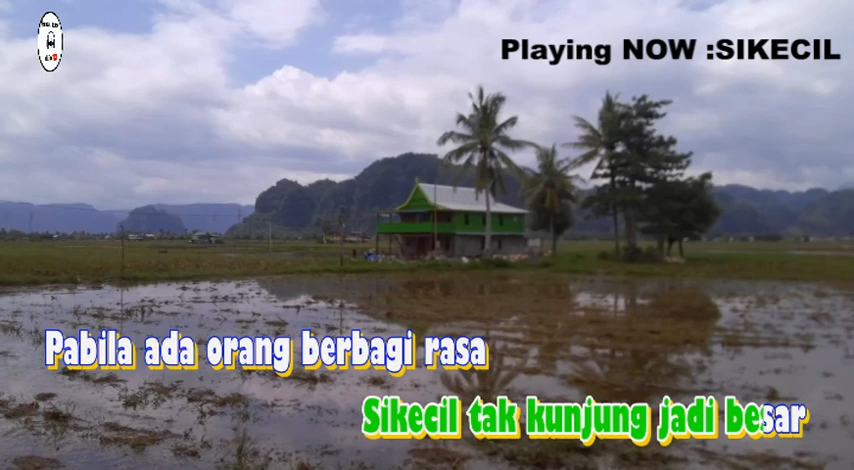 Playing NOW :SIKECIL
Pabila ada orang berbagi rasa
Sikecil tak kunjung jadi besar